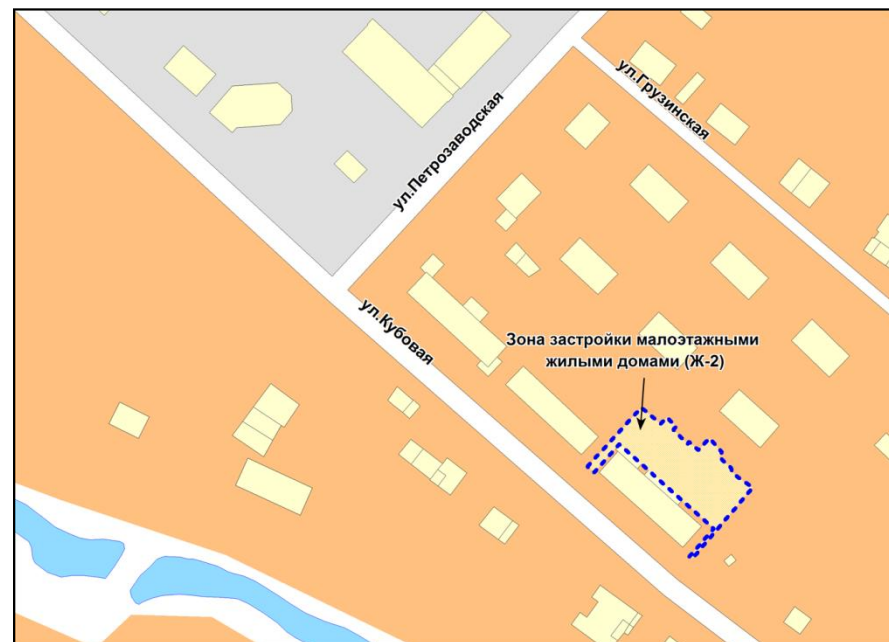 ул.Грузинская
ул.Петрозаводская
ул.Кубовая
Зона застройки малоэтажными
жилыми домами (Ж-2)